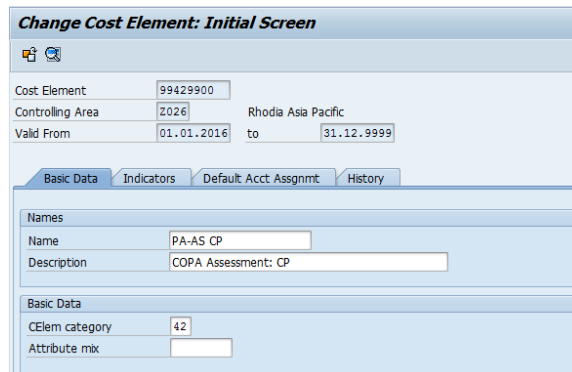 Change Cost Element: Initial Screen
Cost Element 99429900
Controlling Area Z026 Rhodia Asia Pacific
Valid From 01.01.2016 to 31.12.9999
Basic Data Indicators Default Acct Assgnmt History
Names
Name PA-AS CP
Description COPA Assessment: CP
Basic Data
CElem category 42
Attribute mix